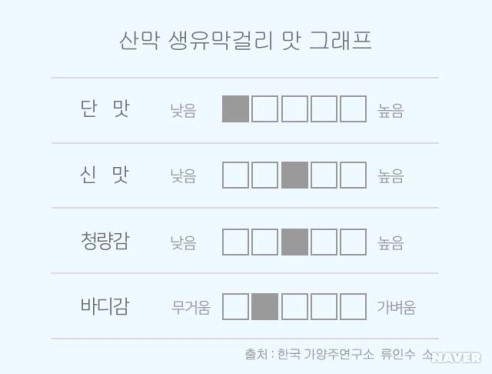 산막 생유막걸리 맛 그래프
단 맛 낮음 높음
신 맛 낮음 높음
청량감 낮음 높음
바디감 무거움 가벼움
출처 : 한국 가양주연구소 류인수 소
NAVER